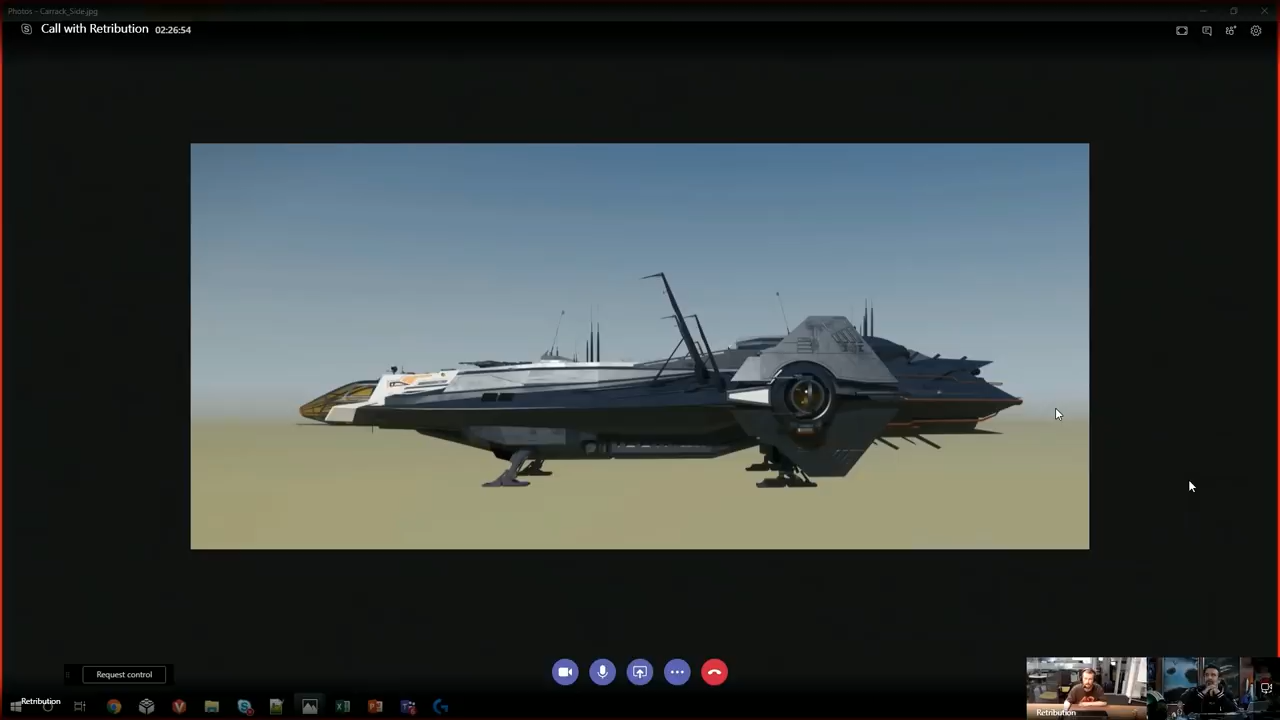 Photos - Carrack_Side.jpg
Call with Retribution 02:26:54
Request control
Retribution
Retribution